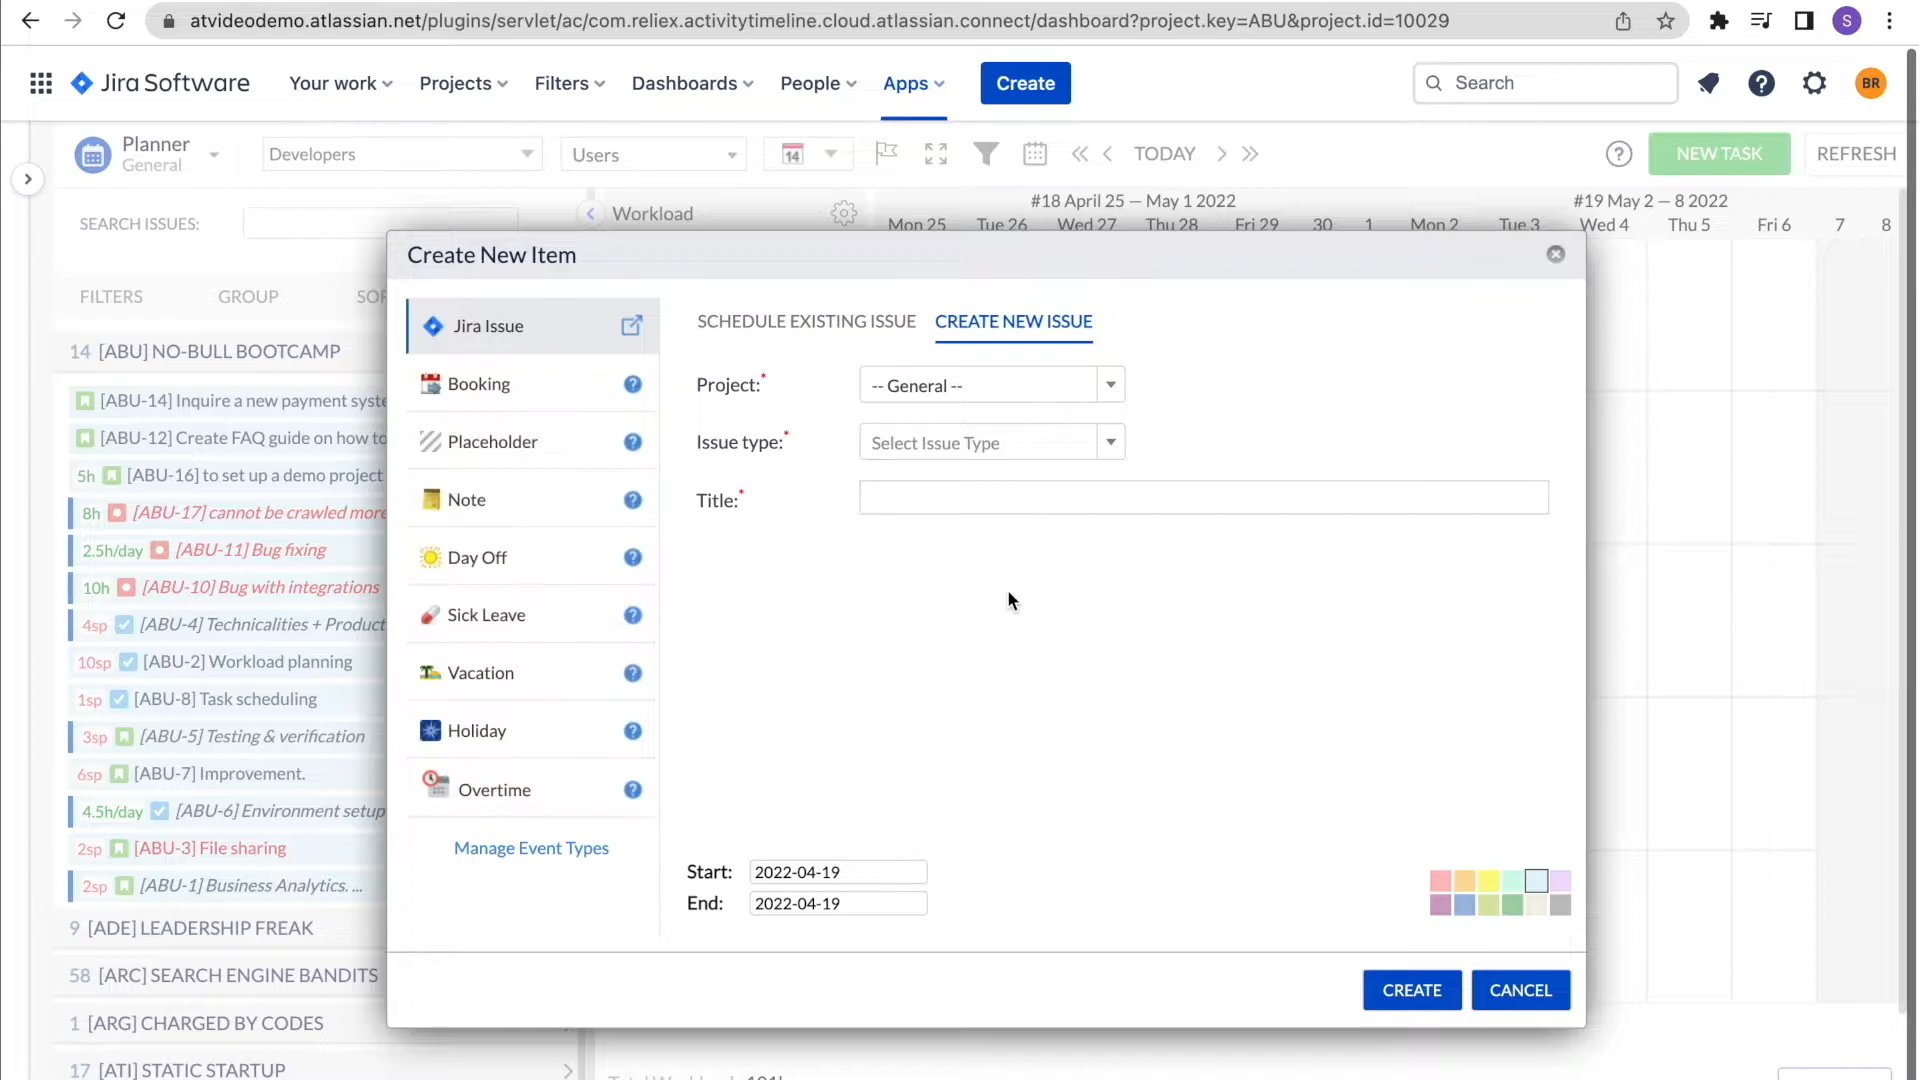 atvideodemo.atlassian.net/plugins/servlet/ac/com.reliex.activitytimeline.cloud.atlassian.connect/dashboard?project.key=ABU&project.id=10029
S
Jira Software
Your work
Projects
Filters
Dashboards
People
Apps
Create
Search
BR
Planner
General
Developers
Users
14
TODAY
NEW TASK
REFRESH
SEARCH ISSUES:
Workload
#18 April 25 — May 1 2022
#19 May 2 — 8 2022
Mon 25
Tue 26
Wed 27
Thu 28
Fri 29
30
1
Mon 2
Tue 3
Wed 4
Thu 5
Fri 6
7
8
FILTERS
GROUP
14 [ABU] NO-BULL BOOTCAMP
[ABU-14] Inquire a new payment syste
[ABU-12] Create FAQ guide on how to
5h [ABU-16] to set up a demo project
8h [ABU-17] cannot be crawled more
2.5h/day [ABU-11] Bug fixing
10h [ABU-10] Bug with integrations
4sp [ABU-4] Technicalities + Product
10sp [ABU-2] Workload planning
1sp [ABU-8] Task scheduling
3sp [ABU-5] Testing & verification
6sp [ABU-7] Improvement.
4.5h/day [ABU-6] Environment setup
2sp [ABU-3] File sharing
2sp [ABU-1] Business Analytics. ...
9 [ADE] LEADERSHIP FREAK
58 [ARC] SEARCH ENGINE BANDITS
1 [ARG] CHARGED BY CODES
17 [ATI] STATIC STARTUP
Create New Item
Jira Issue
Booking
Placeholder
Note
Day Off
Sick Leave
Vacation
Holiday
Overtime
Manage Event Types
SCHEDULE EXISTING ISSUE
CREATE NEW ISSUE
Project:*
-- General --
Issue type:*
Select Issue Type
Title:*
Start: 2022-04-19
End: 2022-04-19
CREATE
CANCEL